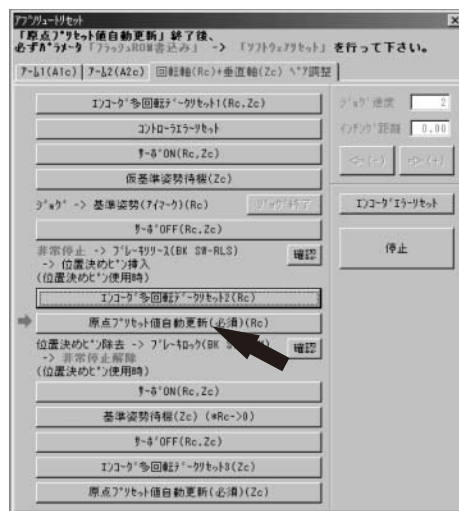 アブソリュートリセット
「原点プリセット値自動更新」終了後、
必ずパラメータ「フラッシュROM書込み」 -> 「ソフトウェアリセット」を行って下さい。
アーム1(A1c) アーム2(A2c) 回転軸(Rc)+垂直軸(Zc) ペア調整
エンコーダ多回転データリセット1(Rc,Zc)
コントローラエラーリセット
サーボON(Rc,Zc)
仮基準姿勢待機(Zc)
ジョグ -> 基準姿勢(アイマーク)(Rc) ジョグ終了
サーボOFF(Rc,Zc)
非常停止 -> ブレーキリリース(BK SW-RLS)
-> 位置決めピン挿入
(位置決めピン使用時)
確認
エンコーダ多回転データリセット2(Rc)
原点プリセット値自動更新(必須)(Rc)
位置決めピン除去 -> ブレーキロック(BK
-> 非常停止解除
(位置決めピン使用時)
確認
サーボON(Rc,Zc)
基準姿勢待機(Zc) (*Rc->0)
サーボOFF(Rc,Zc)
エンコーダ多回転データリセット3(Zc)
原点プリセット値自動更新(必須)(Zc)
ジョグ速度 2
インチング距離 0.00
<-(-) ->(+)
エンコーダエラーリセット
停止